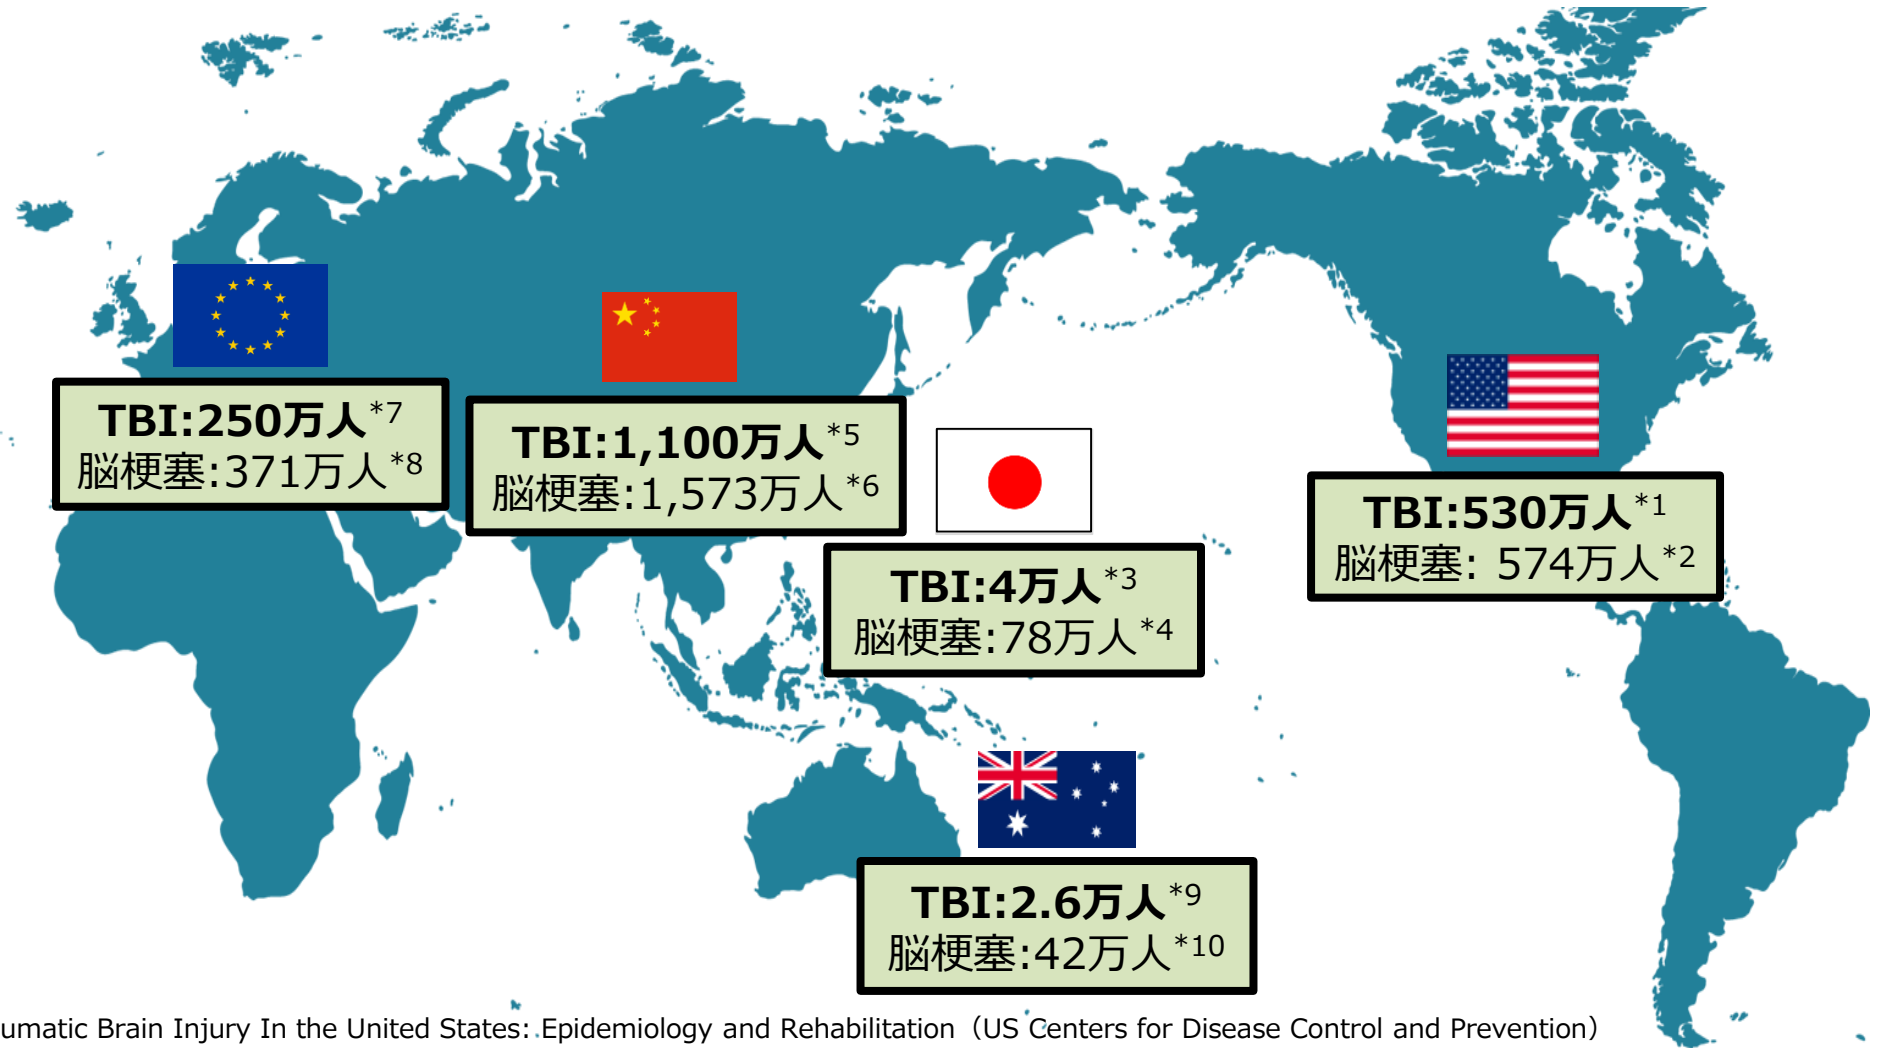 TBI:250万人*7
脳梗塞:371万人*8
TBI:1,100万人*5
脳梗塞:1,573万人*6
TBI:4万人*3
脳梗塞:78万人*4
TBI:530万人*1
脳梗塞: 574万人*2
TBI:2.6万人*9
脳梗塞:42万人*10
umatic Brain Injury In the United States: Epidemiology and Rehabilitation（US Centers for Disease Control and Prevention）